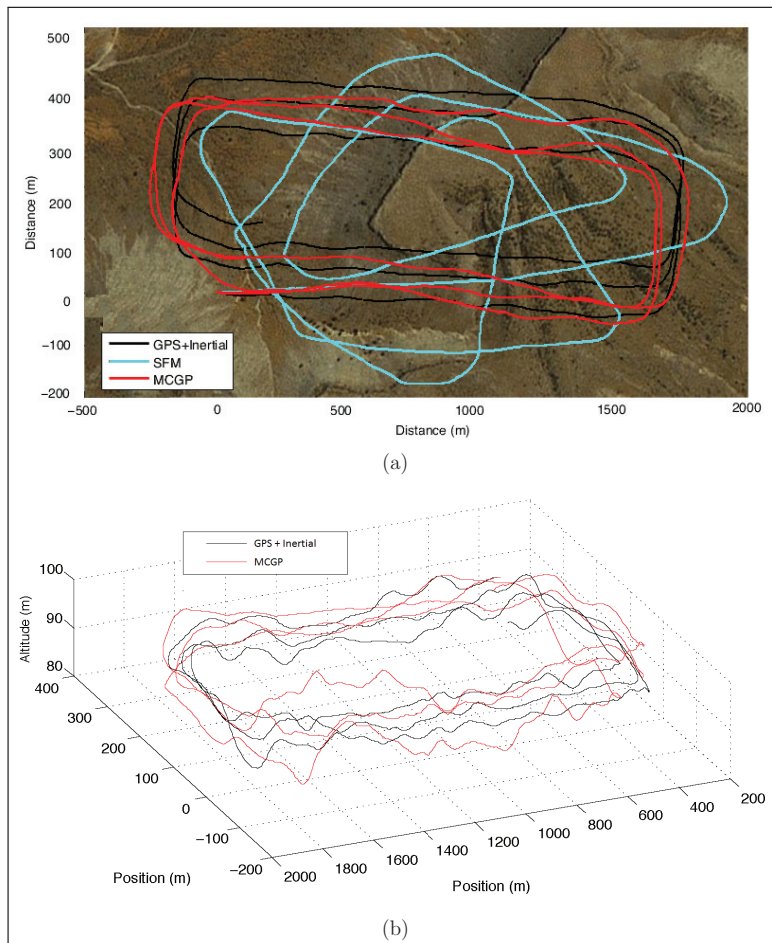 500
400
300
200
100
0
−100
−200
Distance (m)
GPS+Inertial
SFM
MCGP
−500
0
500
1000
1500
2000
Distance (m)
(a)
GPS + Inertial
MCGP
100
90
80
Altitude (m)
400
300
200
100
0
−100
−200
Position (m)
2000
1800
1600
1400
1200
1000
800
600
400
200
Position (m)
(b)